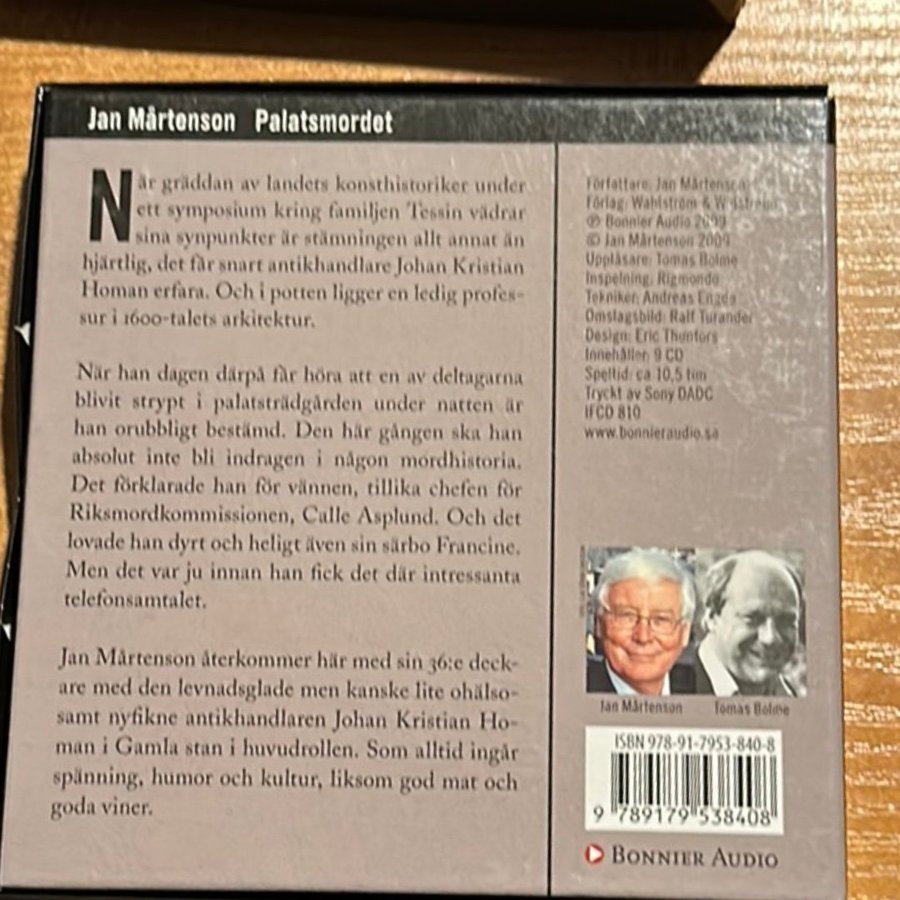 Jan Mårtenson Palatsmordet
När gräddan av landets konsthistoriker under
ett symposium kring familjen Tessin vädrar
sina synpunkter är stämningen allt annat än
hjärtlig, det får snart antikhandlare Johan Kristian
Homan erfara. Och i potten ligger en ledig profes-
sur i 1600-talets arkitektur.
När han dagen därpå får höra att en av deltagarna
blivit strypt i palatsträdgården under natten är
han orubbligt bestämd. Den här gången ska han
absolut inte bli indragen i någon mordhistoria.
Det förklarade han för vännen, tillika chefen för
Riksmordkommissionen, Calle Asplund. Och det
lovade han dyrt och heligt även sin särbo Francine.
Men det var ju innan han fick det där intressanta
telefonsamtalet.
Jan Mårtenson återkommer här med sin 36:e deck-
are med den levnadsglade men kanske lite ohälso-
samt nyfikne antikhandlaren Johan Kristian Ho-
man i Gamla stan i huvudrollen. Som alltid ingår
spänning, humor och kultur, liksom god mat och
goda viner.
Författare: Jan Mårtenson
Förlag: Wahlström & Widstrand
℗ Bonnier Audio 2009
© Jan Mårtenson 2009
Uppläsare: Tomas Bolme
Inspelning: Rigmondo
Tekniker: Andreas
Omslagsbild: Ralf Turander
Design: Eric Thunfors
Innehåller: 9 CD
Speltid: ca 10,5 tim
Tryckt av Sony DADC
IFCD 810
www.bonnieraudio.se
Jan Mårtenson Tomas Bolme
ISBN 978-91-7953-840-8
9 789179 538408
BONNIER AUDIO